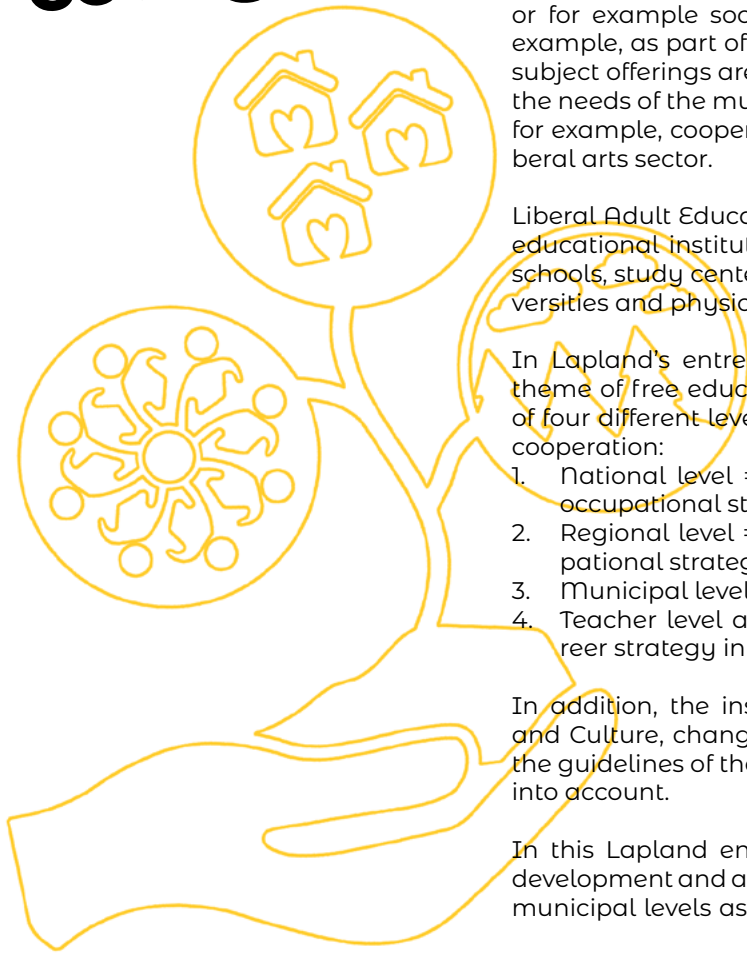 or for example soc
example, as part of
subject offerings are
the needs of the mu
for example, cooper
beral arts sector.
Liberal Adult Educa
educational institut
schools, study cente
versities and physic
In Lapland's entre
theme of free educ
of four different leve
cooperation:
1. National level =
occupational st
2. Regional level =
pational strateg
3. Municipal level
4. Teacher level a
reer strategy in
In addition, the ins
and Culture, chang
the guidelines of the
into account.
In this Lapland en
development and a
municipal levels as